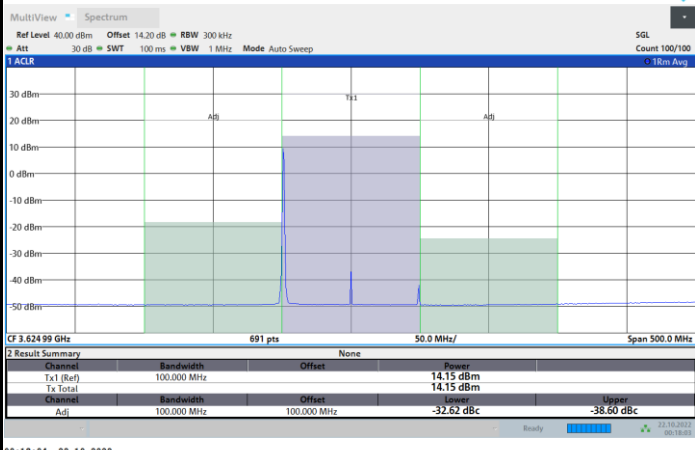 MultiView Spectrum
Ref Level 40.00 dBm Offset 14.20 dB RBW 300 kHz SGL
Att 30 dB SWT 100 ms VBW 1 MHz Mode Auto Sweep Count 100/100
1 ACLR 1Rm Avg
30 dBm
Tx1
20 dBm Adj Adj
10 dBm
0 dBm
-10 dBm
-20 dBm
-30 dBm
-40 dBm
-50 dBm
CF 3.624 99 GHz 691 pts 50.0 MHz/ Span 500.0 MHz
2 Result Summary None
Channel Bandwidth Offset Power
Tx1 (Ref) 100.000 MHz 14.15 dBm
Tx Total 14.15 dBm
Channel Bandwidth Offset Lower Upper
Adj 100.000 MHz 100.000 MHz -32.62 dBc -38.60 dBc
Ready 22.10.2022
00:18:03